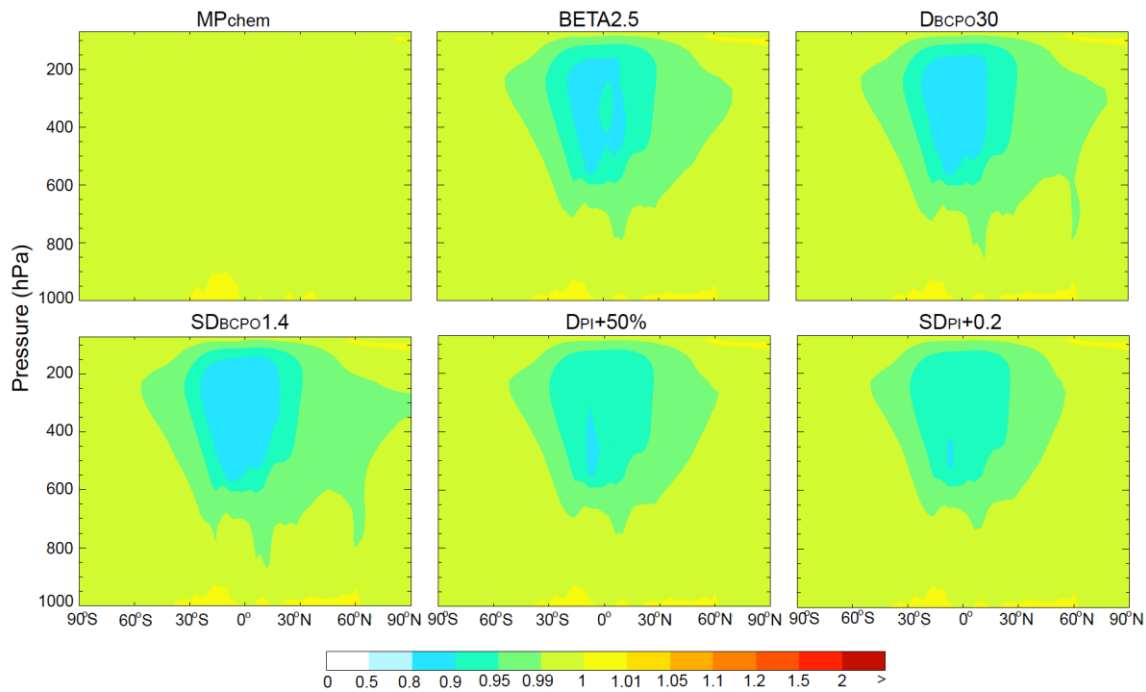 MPchem BETA2.5 DBCPO30
200
400
600
800
1000
Pressure (hPa)
SDBCPO1.4 DPI+50% SDPI+0.2
200
400
600
800
1000
90°S 60°S 30°S 0° 30°N 60°N 90°N 60°S 30°S 0° 30°N 60°N 90°N 60°S 30°S 0° 30°N 60°N 90°N
0 0.5 0.8 0.9 0.95 0.99 1 1.01 1.05 1.1 1.2 1.5 2 >